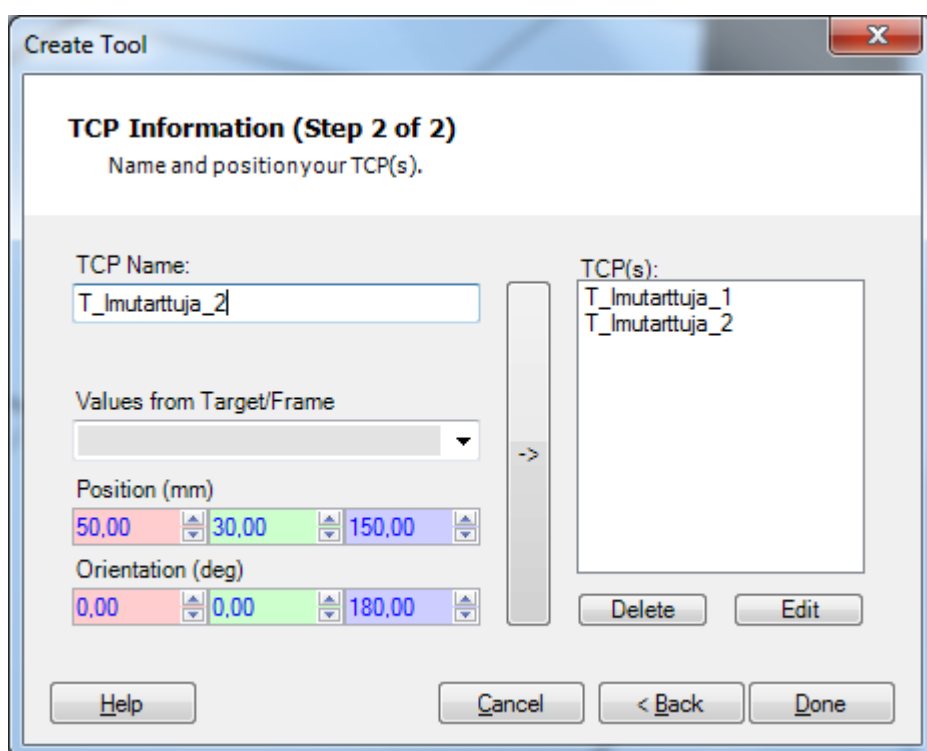 Create Tool
TCP Information (Step 2 of 2)
Name and position your TCP(s).
TCP Name:
T_Imutarttuja_2
Values from Target/Frame
Position (mm)
50,00 30,00 150,00
Orientation (deg)
0,00 0,00 180,00
->
TCP(s):
T_Imutarttuja_1
T_Imutarttuja_2
Delete Edit
Help Cancel < Back Done